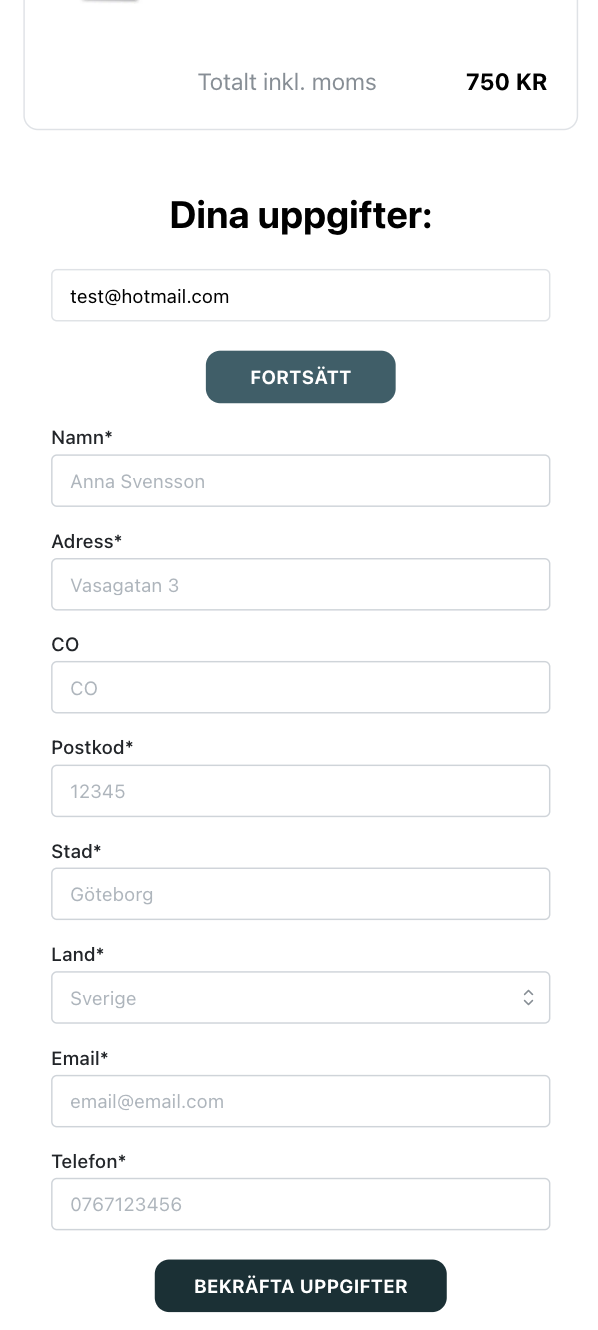 Totalt inkl. moms 750 KR
Dina uppgifter:
test@hotmail.com
FORTSÄTT
Namn*
Anna Svensson
Adress*
Vasagatan 3
CO
CO
Postkod*
12345
Stad*
Göteborg
Land*
Sverige
Email*
email@email.com
Telefon*
0767123456
BEKRÄFTA UPPGIFTER